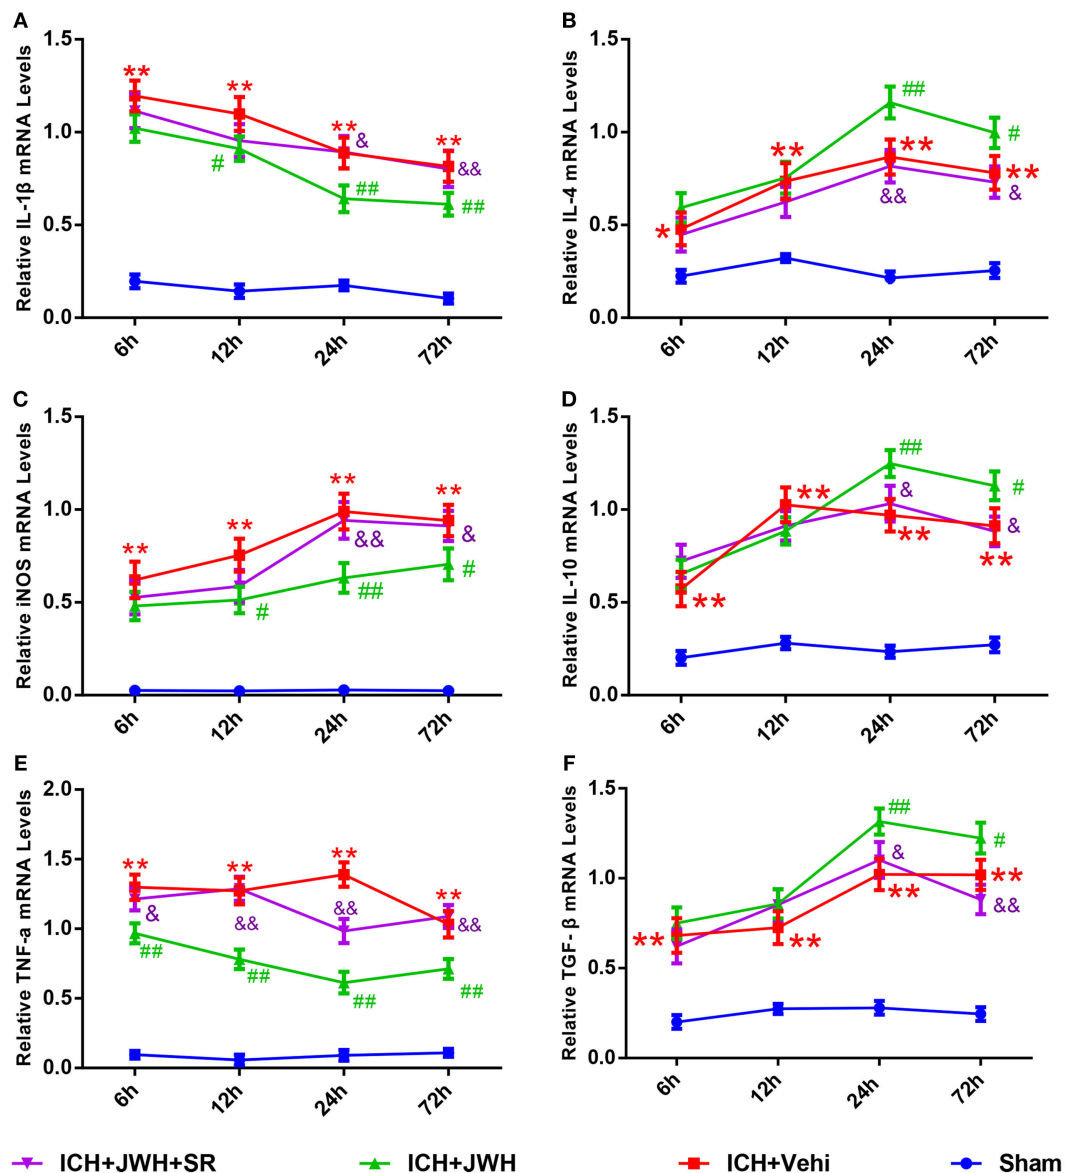 A
Relative IL-1β mRNA Levels
1.5
1.0
0.5
0.0
** ** ** **
& &&
# ## ##
6h 12h 24h 72h
B
Relative IL-4 mRNA Levels
1.5
1.0
0.5
0.0
## #
* ** ** **
&& &
6h 12h 24h 72h
C
Relative iNOS mRNA Levels
1.5
1.0
0.5
0.0
** ** ** **
&& &
# ## #
6h 12h 24h 72h
D
Relative IL-10 mRNA Levels
1.5
1.0
0.5
0.0
## #
& &
** ** ** **
6h 12h 24h 72h
E
Relative TNF-a mRNA Levels
2.0
1.5
1.0
0.5
0.0
** ** ** **
& && && &&
## ## ## ##
6h 12h 24h 72h
F
Relative TGF- β mRNA Levels
1.5
1.0
0.5
0.0
## #
& &&
** ** ** **
6h 12h 24h 72h
ICH+JWH+SR ICH+JWH ICH+Vehi Sham